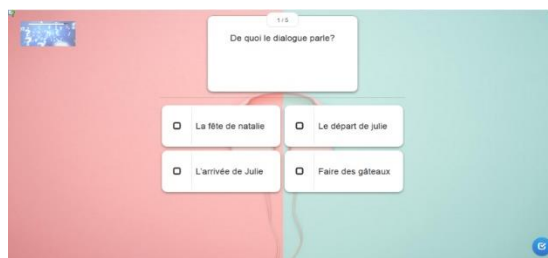 1 / 5
De quoi le dialogue parle?
La fête de natalie
Le départ de julie
L'arrivée de Julie
Faire des gâteaux